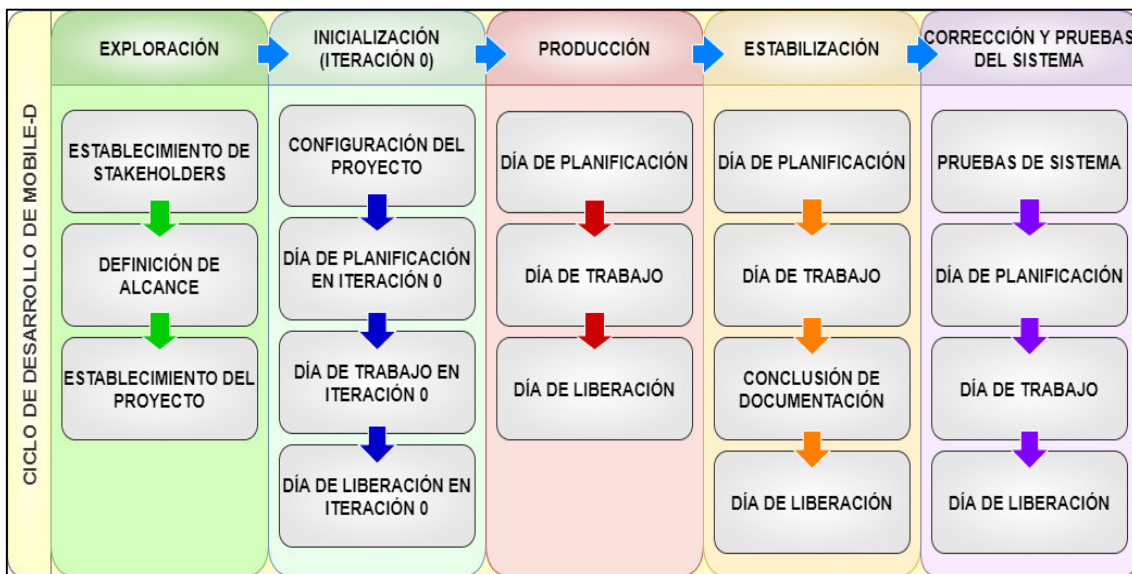 CICLO DE DESARROLLO DE MOBILE-D
EXPLORACIÓN
ESTABLECIMIENTO DE
STAKEHOLDERS
DEFINICIÓN DE
ALCANCE
ESTABLECIMIENTO DEL
PROYECTO
INICIALIZACIÓN
(ITERACIÓN 0)
CONFIGURACIÓN DEL
PROYECTO
DÍA DE PLANIFICACIÓN
EN ITERACIÓN 0
DÍA DE TRABAJO EN
ITERACIÓN 0
DÍA DE LIBERACIÓN EN
ITERACIÓN 0
PRODUCCIÓN
DÍA DE PLANIFICACIÓN
DÍA DE TRABAJO
DÍA DE LIBERACIÓN
ESTABILIZACIÓN
DÍA DE PLANIFICACIÓN
DÍA DE TRABAJO
CONCLUSIÓN DE
DOCUMENTACIÓN
DÍA DE LIBERACIÓN
CORRECCIÓN Y PRUEBAS
DEL SISTEMA
PRUEBAS DE SISTEMA
DÍA DE PLANIFICACIÓN
DÍA DE TRABAJO
DÍA DE LIBERACIÓN